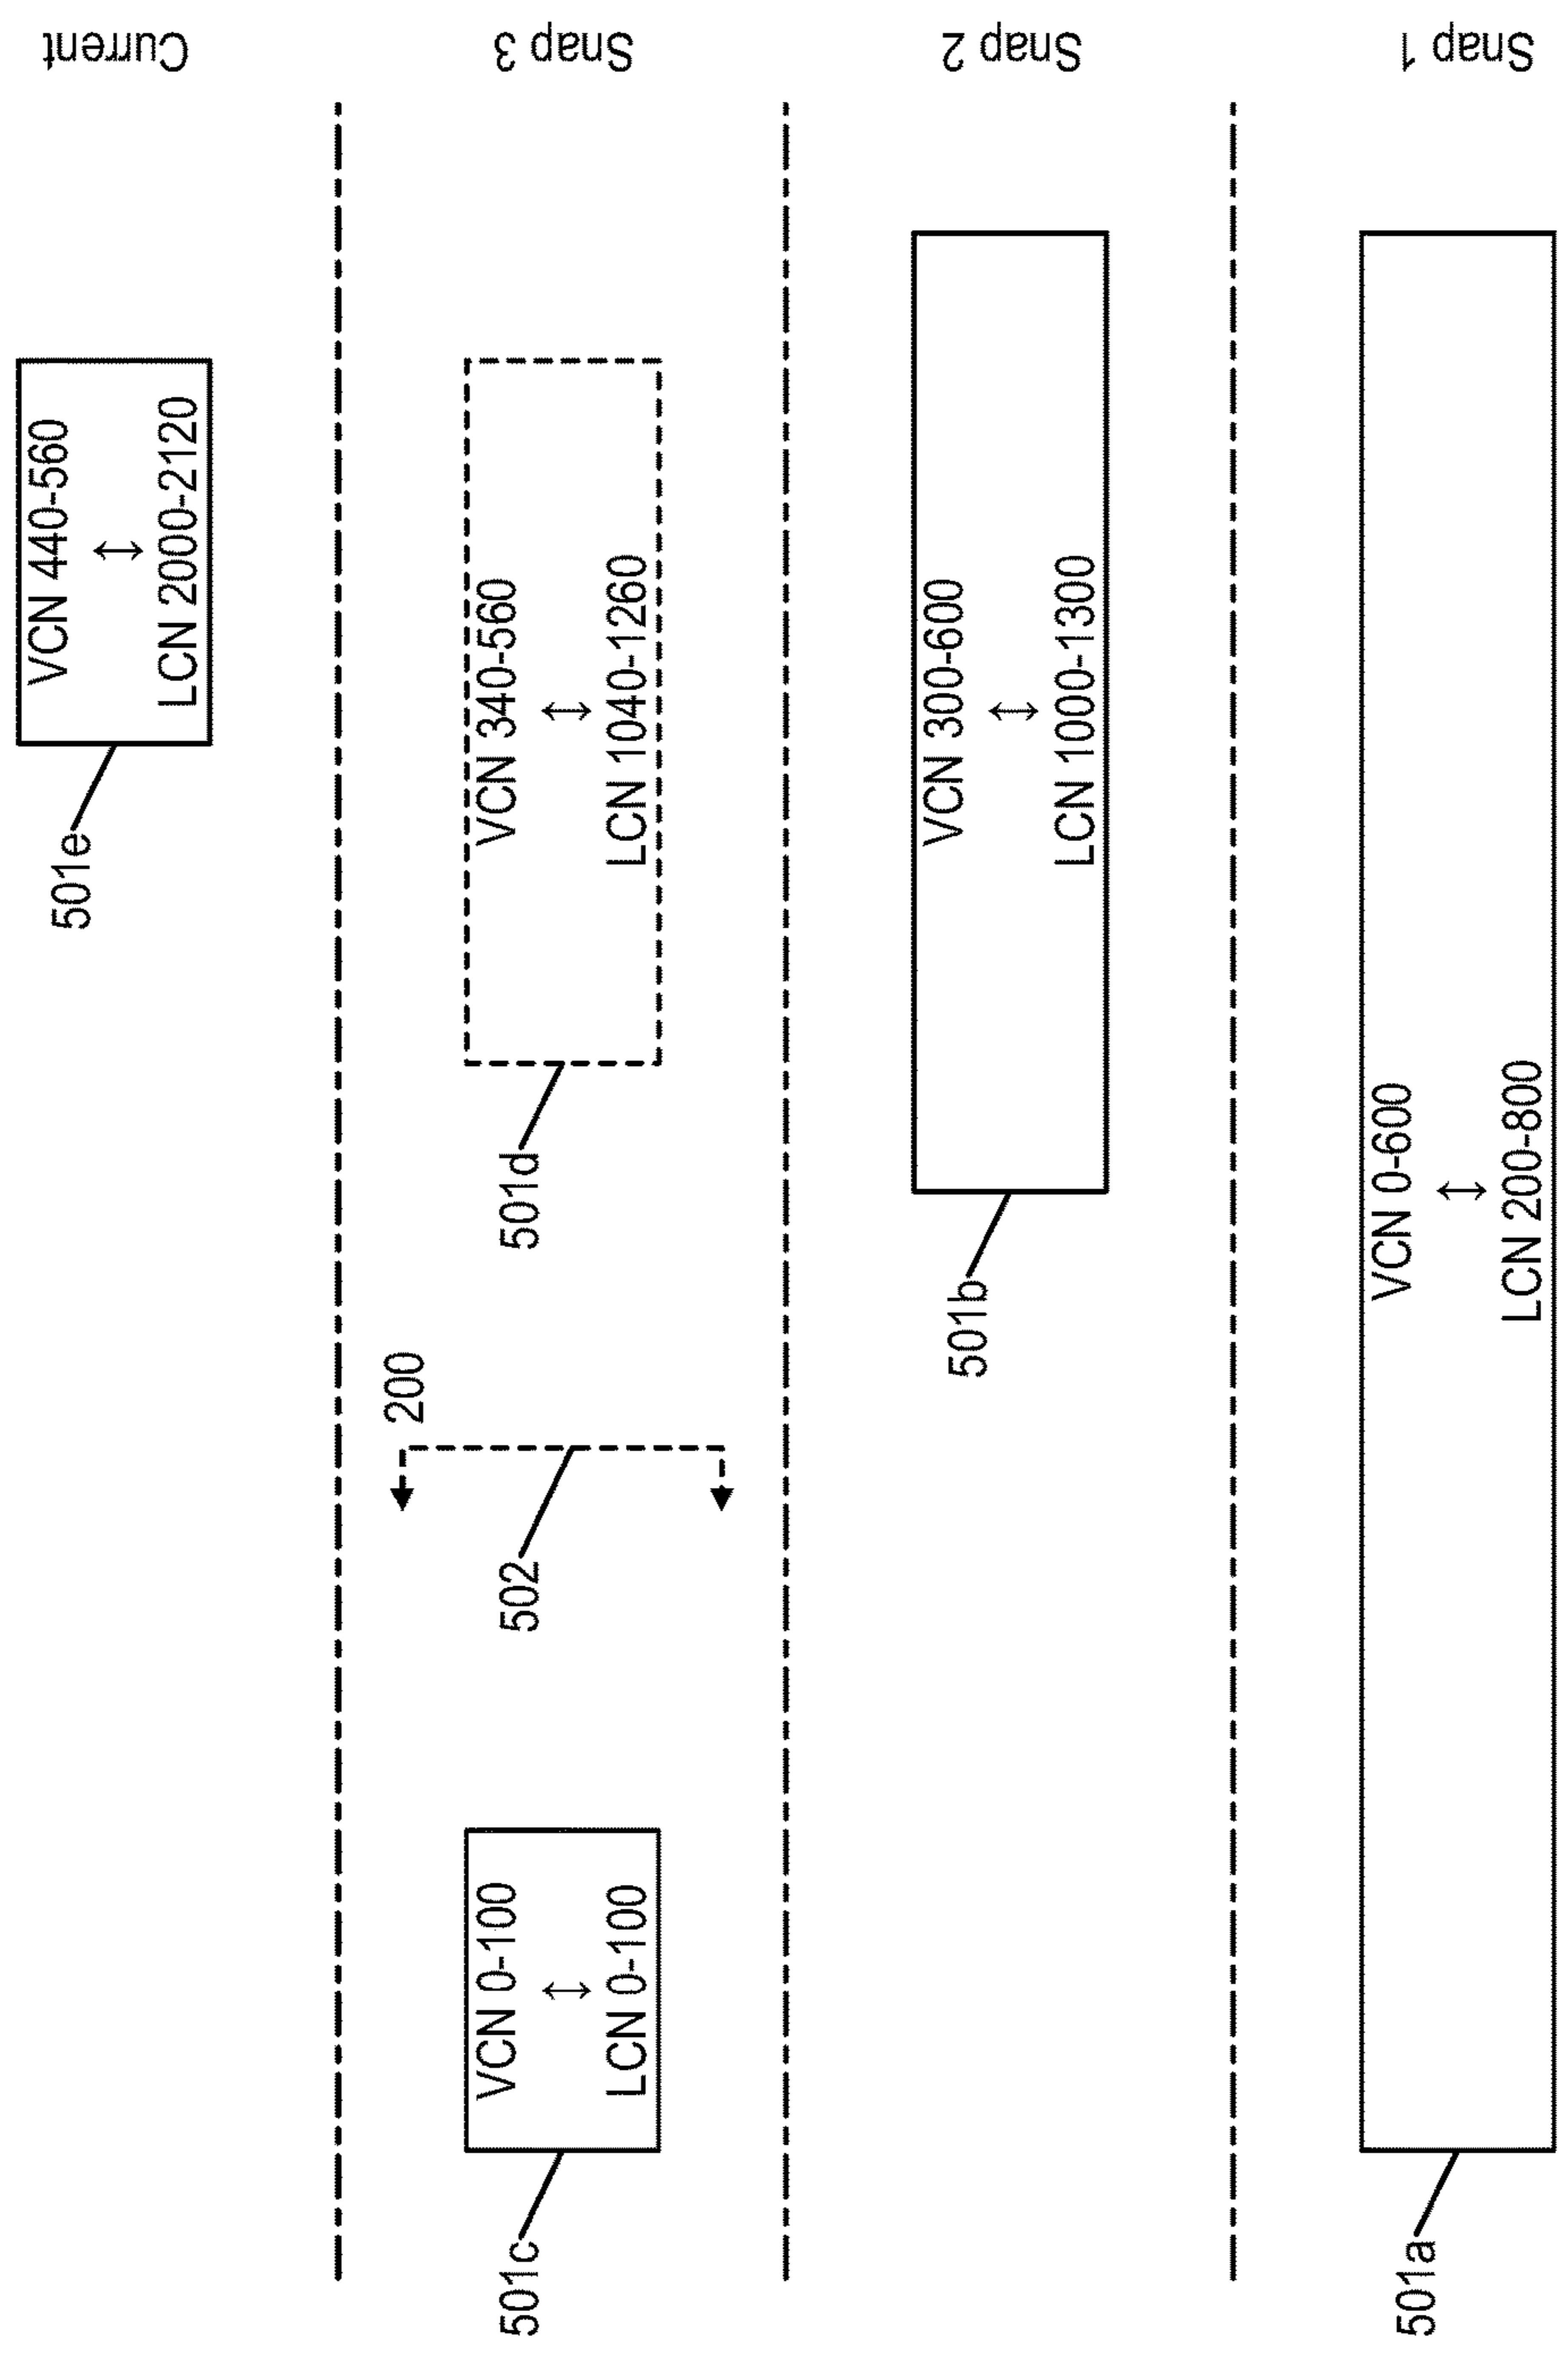 Current
VCN 440-560
↔
LCN 2000-2120
501e
Snap 3
VCN 0-100
↔
LCN 0-100
501c
200
502
VCN 340-560
↔
LCN 1040-1260
501d
Snap 2
VCN 300-600
↔
LCN 1000-1300
501b
Snap 1
VCN 0-600
↔
LCN 200-800
501a